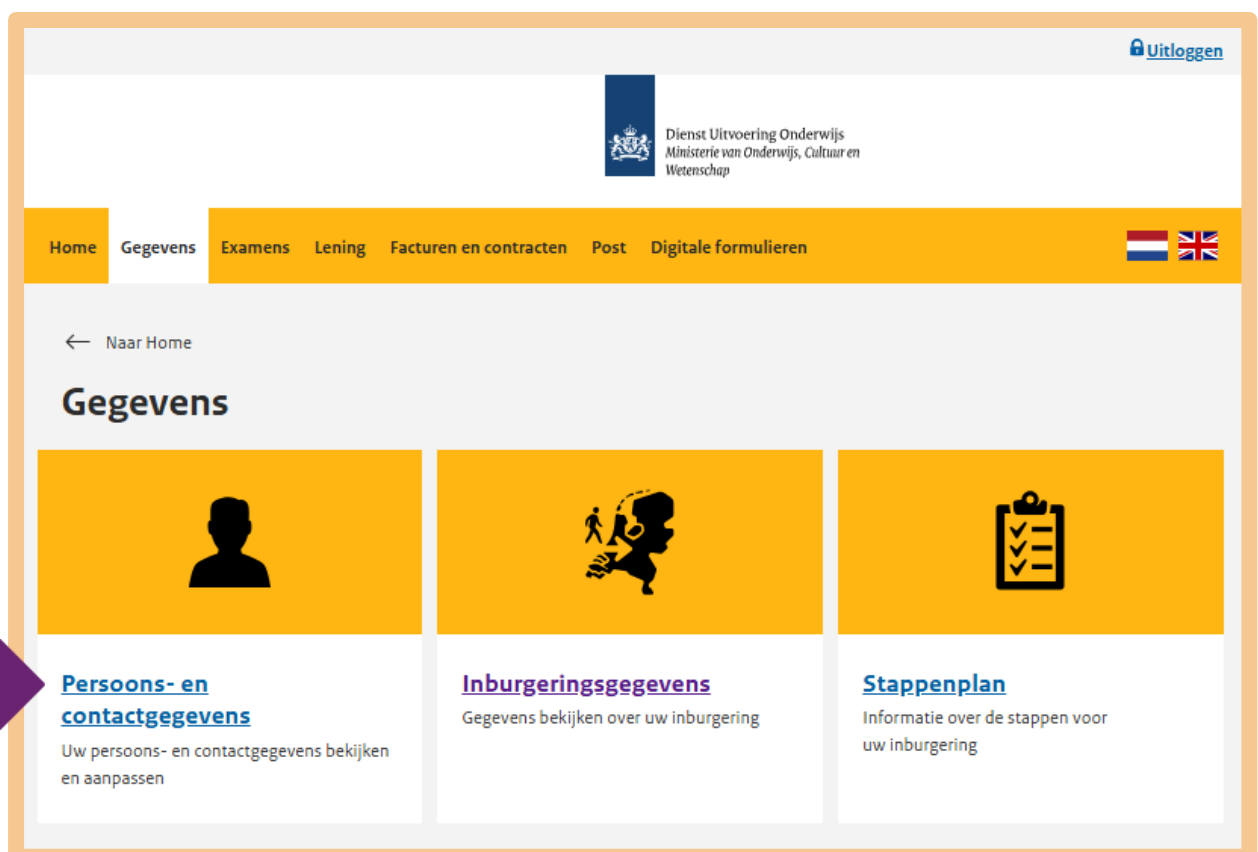 Uitloggen
Dienst Uitvoering Onderwijs
Ministerie van Onderwijs, Cultuur en
Wetenschap
Home Gegevens Examens Lening Facturen en contracten Post Digitale formulieren
← Naar Home
Gegevens
Persoons- en
contactgegevens
Uw persoons- en contactgegevens bekijken
en aanpassen
Inburgeringsgegevens
Gegevens bekijken over uw inburgering
Stappenplan
Informatie over de stappen voor
uw inburgering